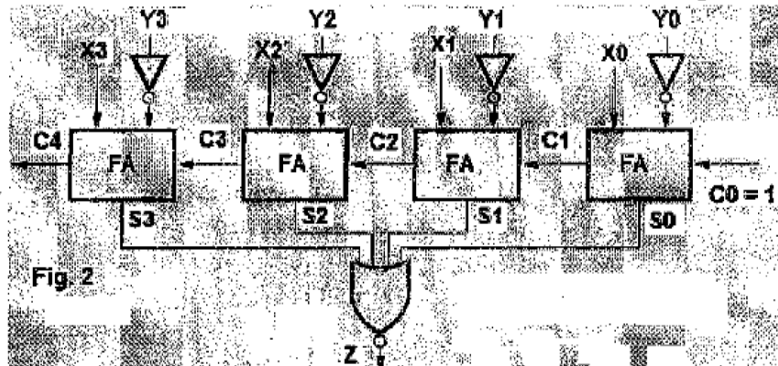 Y3 Y2 Y1 Y0
X3 X2 X1 X0
C4 FA C3 FA C2 FA C1 FA
C0 = 1
S3 S2 S1 S0
Fig. 2
Z